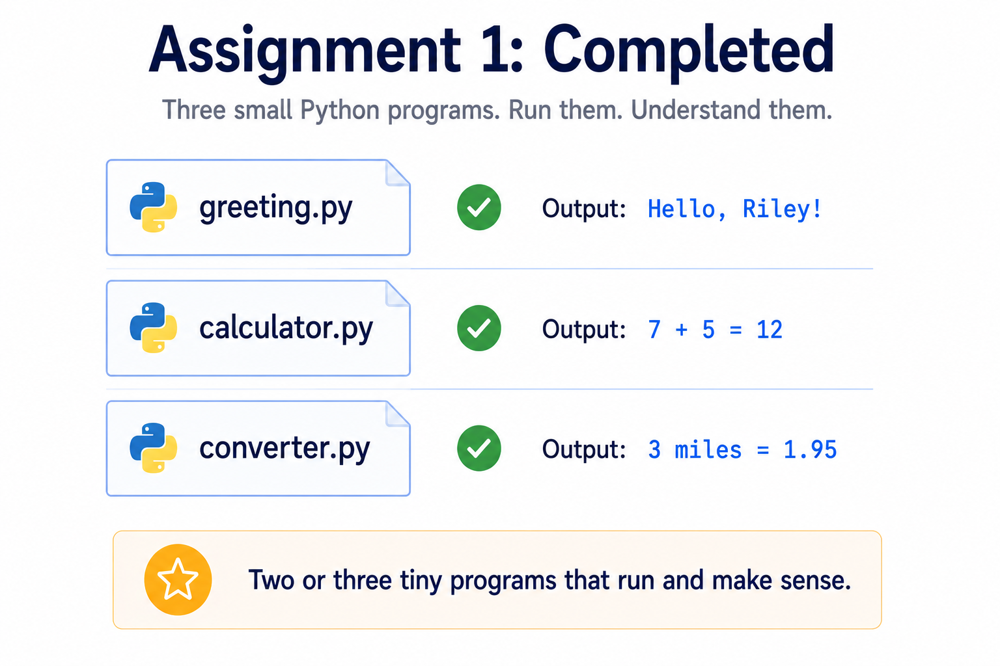 Assignment 1: Completed
Three small Python programs. Run them. Understand them.
greeting.py
Output: Hello, Riley!
calculator.py
Output: 7 + 5 = 12
converter.py
Output: 3 miles = 1.95
Two or three tiny programs that run and make sense.